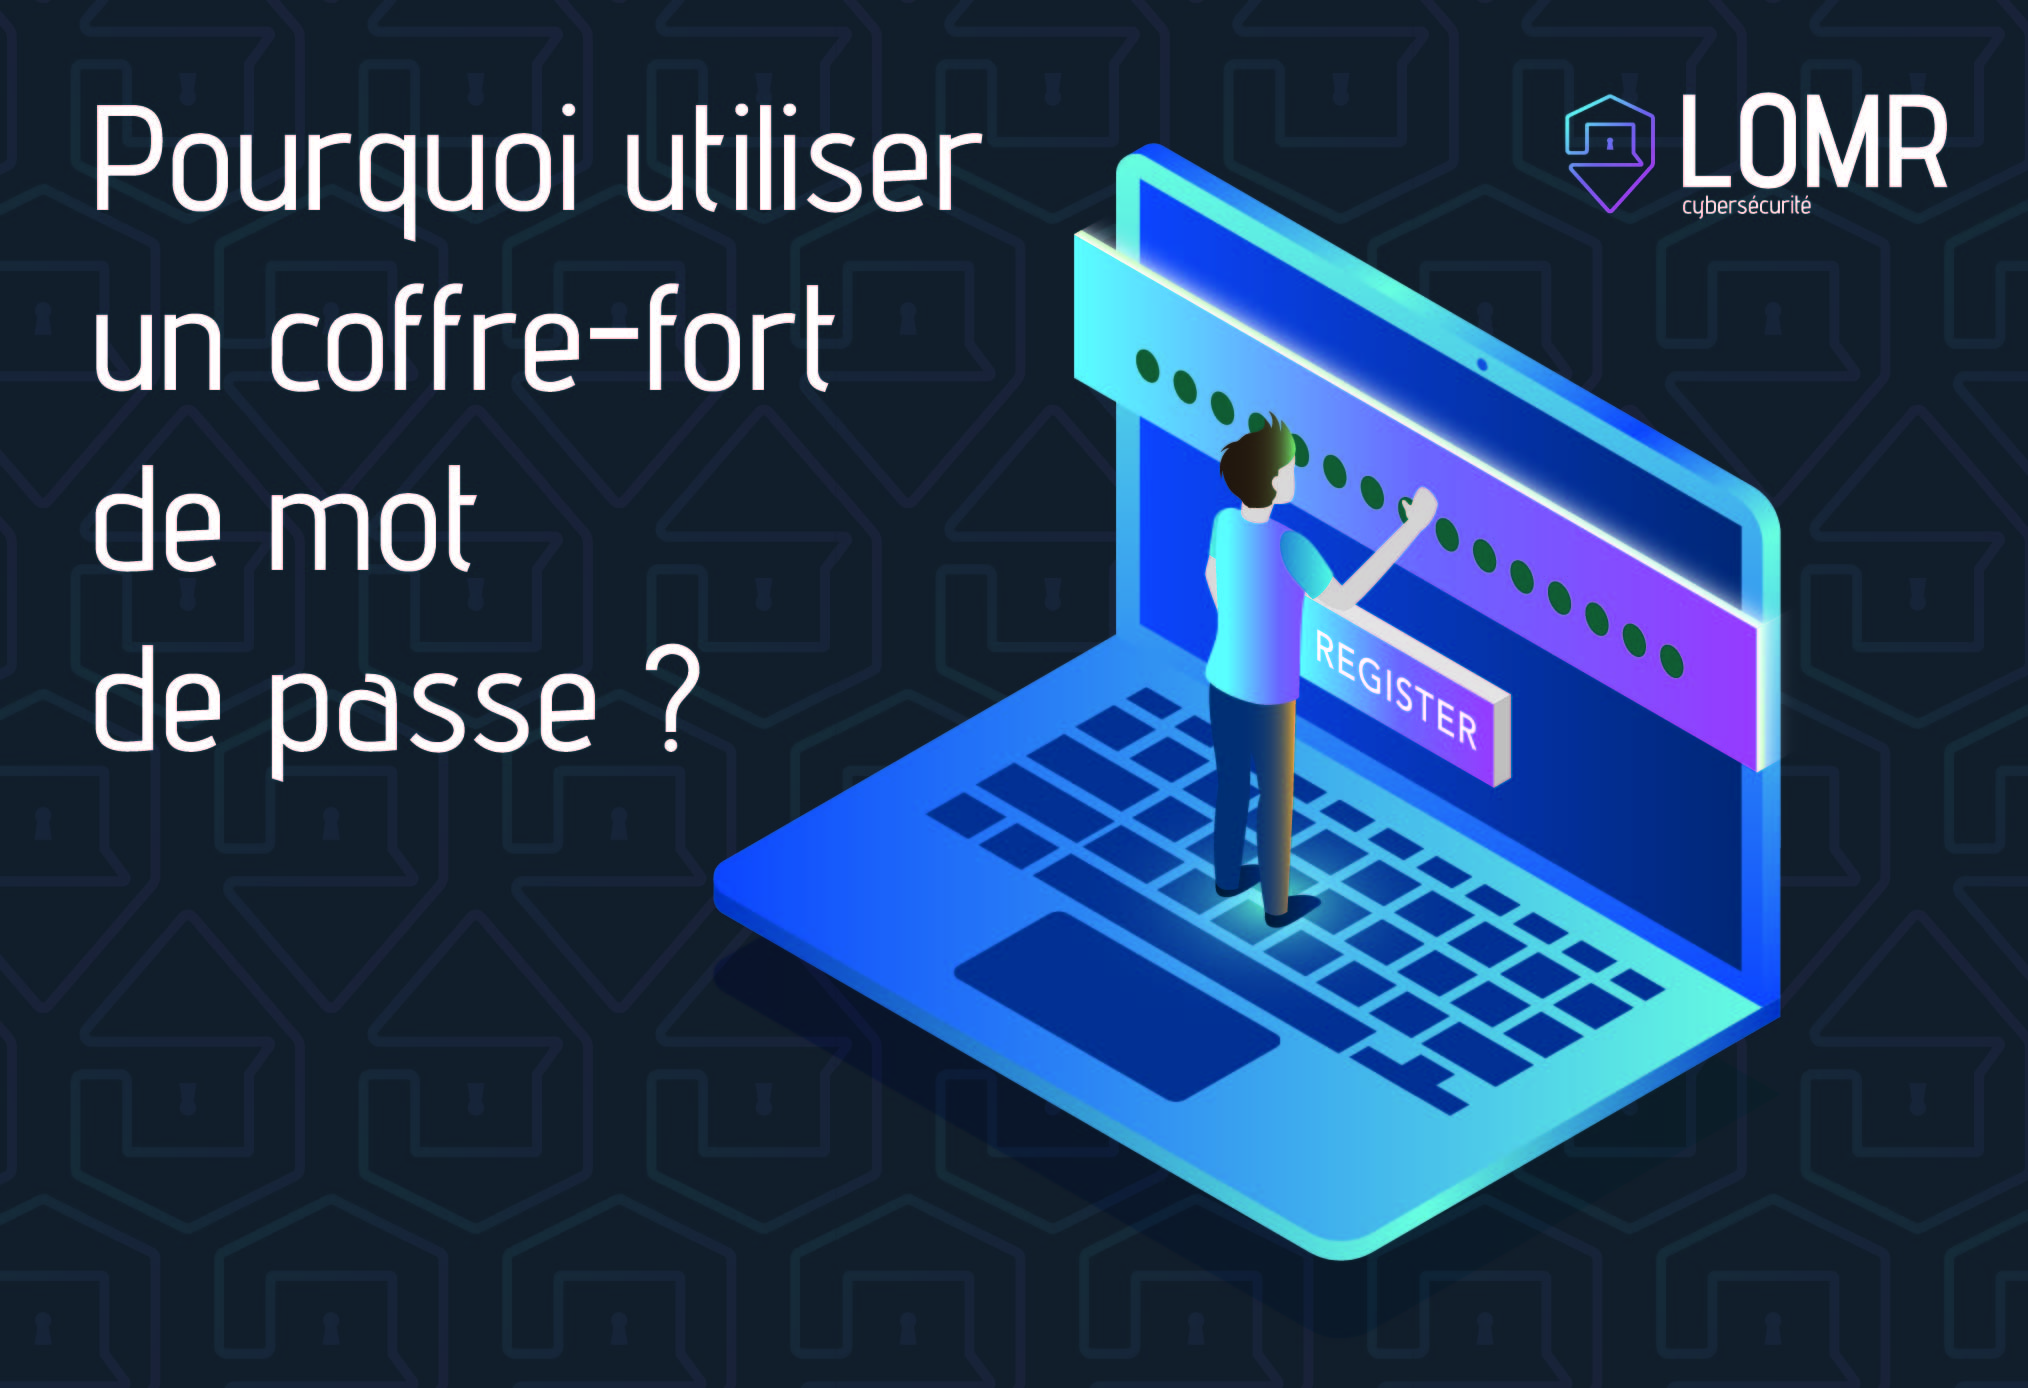 Pourquoi utiliser
un coffre-fort
de mot
de passe ?
LOMR
cybersécurité
REGISTER